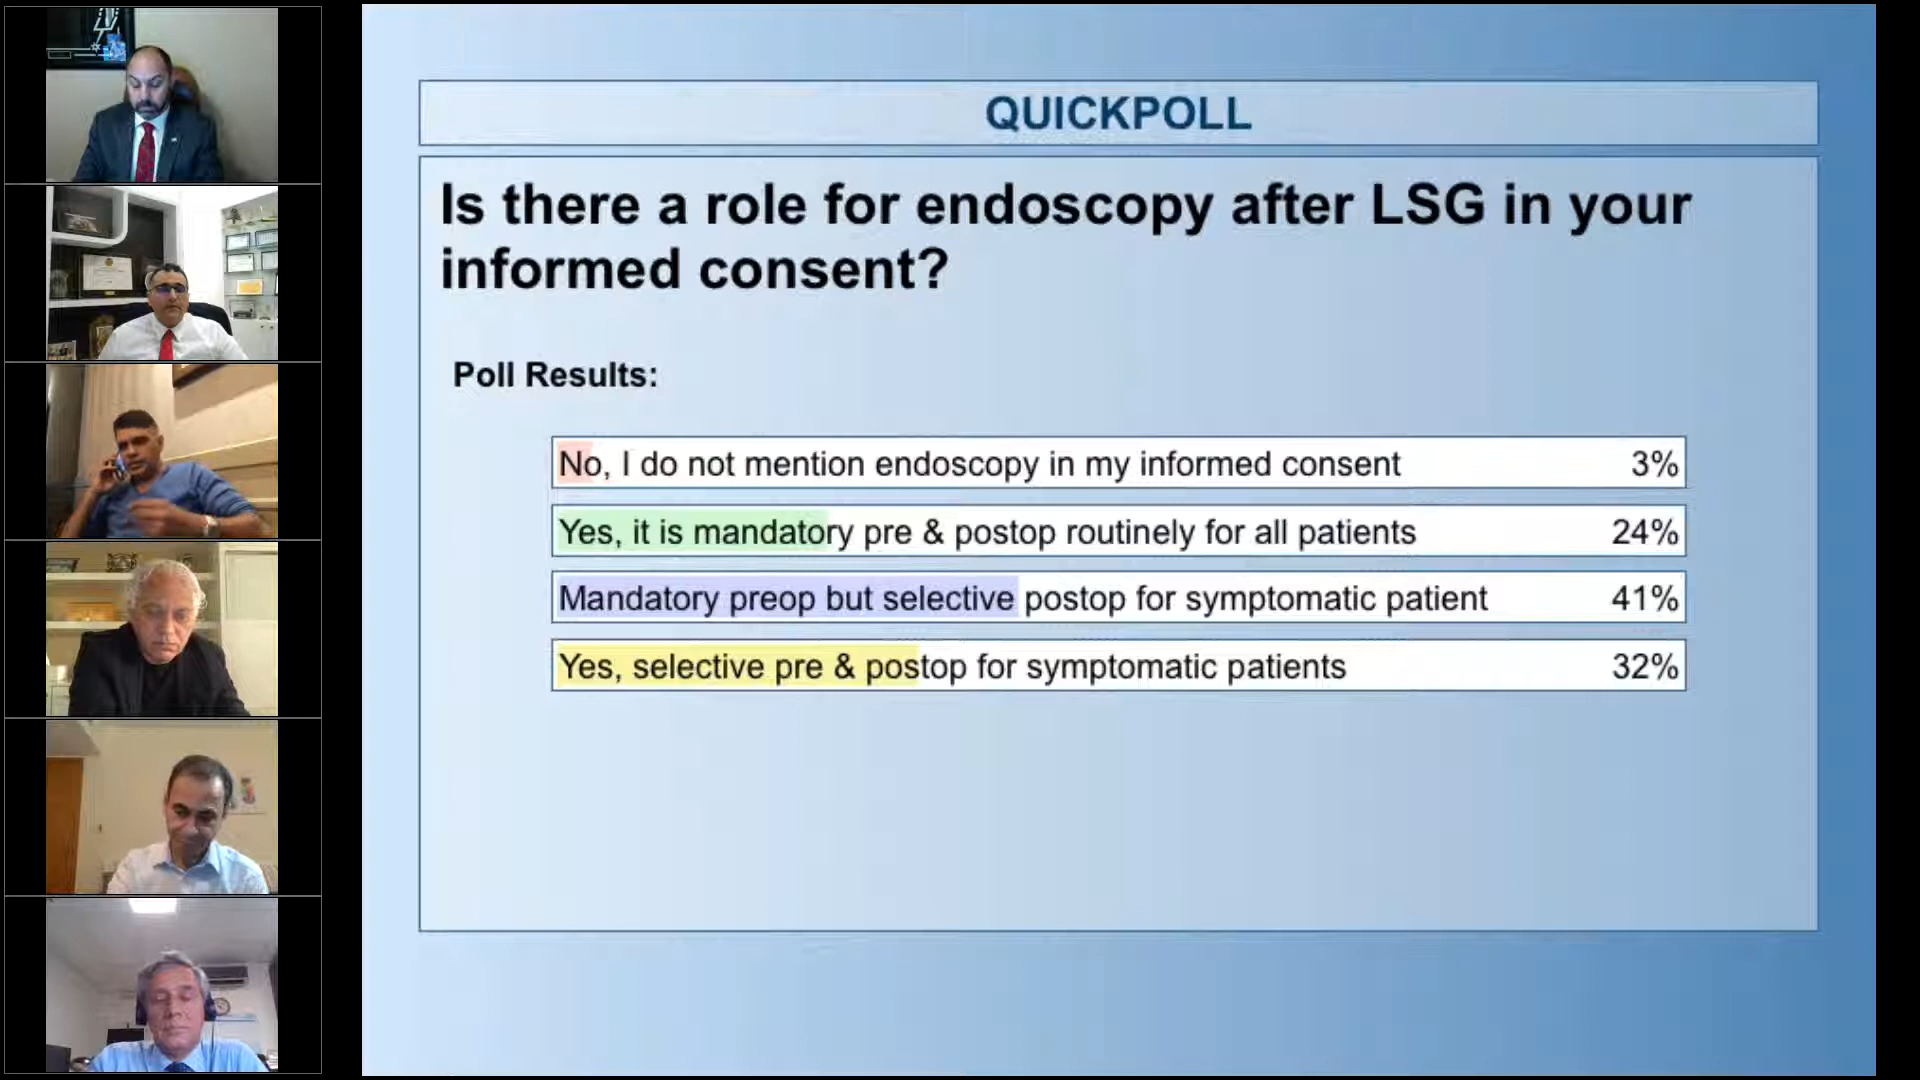 QUICKPOLL
Is there a role for endoscopy after LSG in your
informed consent?
Poll Results:
No, I do not mention endoscopy in my informed consent 3%
Yes, it is mandatory pre & postop routinely for all patients 24%
Mandatory preop but selective postop for symptomatic patient 41%
Yes, selective pre & postop for symptomatic patients 32%